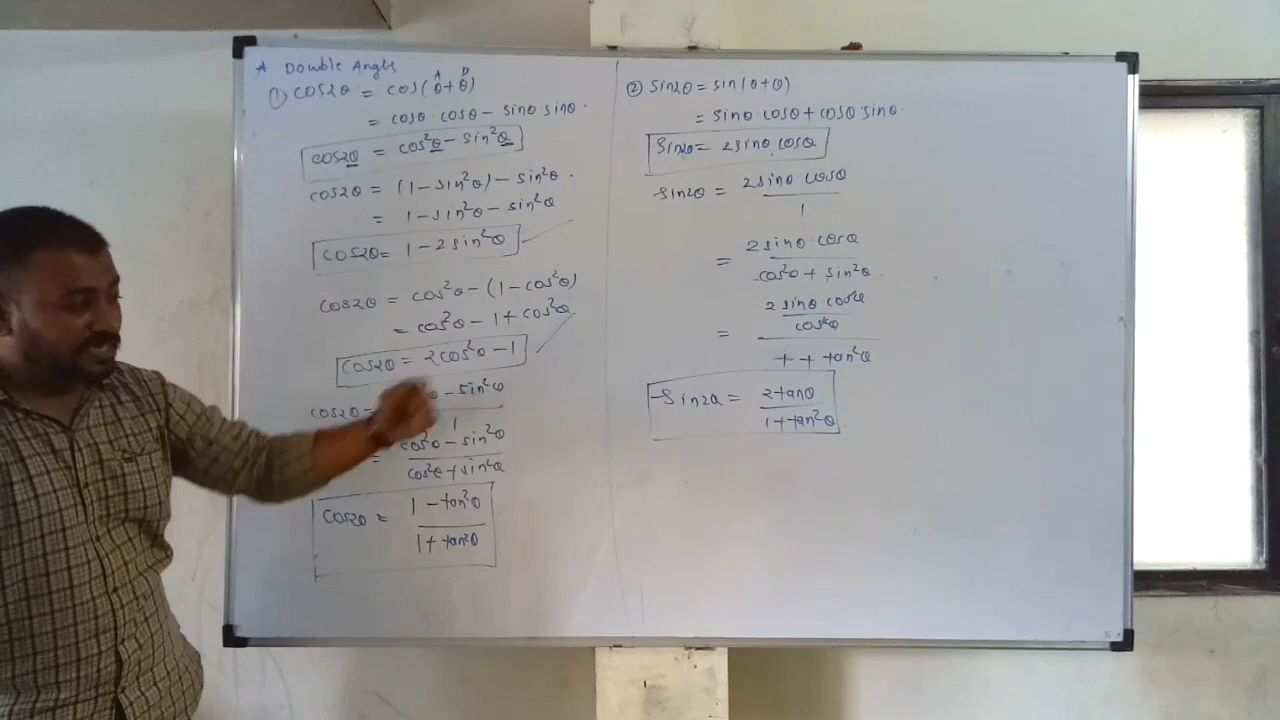 * Double Angles
① cos2θ = cos(θ+θ)
A B
= cosθ cosθ - sinθ sinθ.
cos2θ = cos²θ - sin²θ
cos2θ = (1-sin²θ) - sin²θ.
= 1-sin²θ - sin²θ
cos2θ = 1-2sin²θ
cos2θ = cos²θ - (1-cos²θ)
= cos²θ - 1 + cos²θ
cos2θ = 2cos²θ - 1
cos2θ = θ - sin²θ
1
= cos²θ - sin²θ
cos²θ + sin²θ
cos2θ = 1 - tan²θ
1 + tan²θ
② sin2θ = sin(θ+θ)
= sinθ cosθ + cosθ sinθ.
sin2θ = 2sinθ cosθ
sin2θ = 2sinθ cosθ
1
= 2sinθ cosθ
cos²θ + sin²θ.
= 2sinθ cosθ
cos²θ
1 + tan²θ
sin2θ = 2tanθ
1+tan²θ